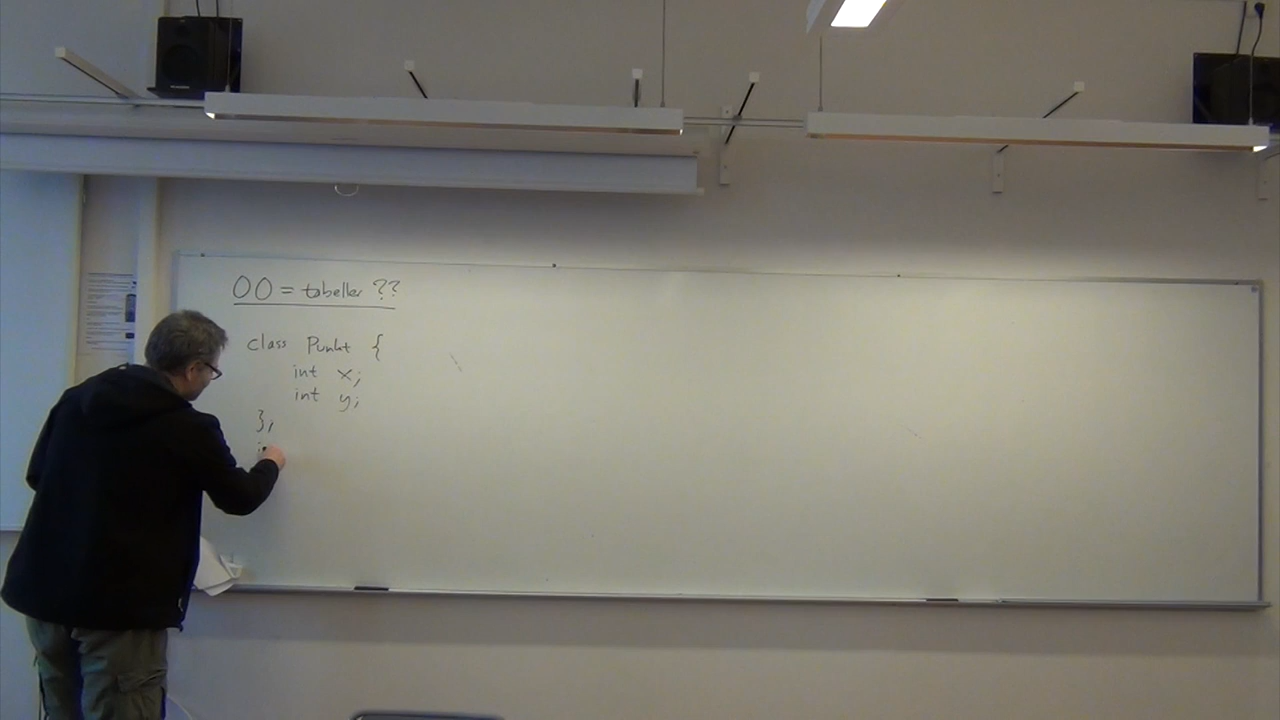 OO = tabeller ??
class Punkt {
int x;
int y;
};